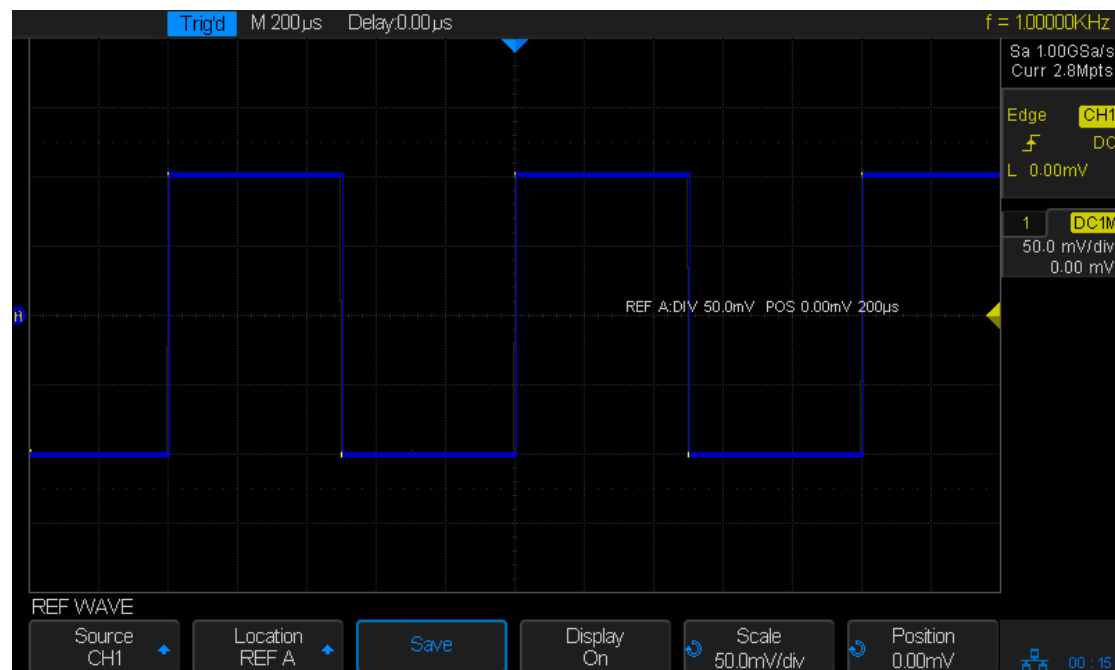 Trig'd M 200µs Delay:0.00µs f = 1.00000KHz
Sa 1.00GSa/s
Curr 2.8Mpts
Edge CH1
DC
L 0.00mV
1 DC1M
50.0 mV/div
0.00 mV
REF A:DIV 50.0mV POS 0.00mV 200µs
REF WAVE
Source
CH1
Location
REF A
Save
Display
On
Scale
50.0mV/div
Position
0.00mV
00 : 15